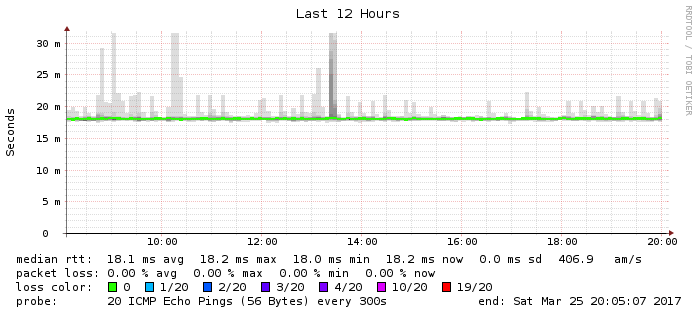 Last 12 Hours
RRDTOOL / TOBI OETIKER
Seconds
30 m
25 m
20 m
15 m
10 m
5 m
0
10:00 12:00 14:00 16:00 18:00 20:00
median rtt: 18.1 ms avg 18.2 ms max 18.0 ms min 18.2 ms now 0.0 ms sd 406.9 am/s
packet loss: 0.00 % avg 0.00 % max 0.00 % min 0.00 % now
loss color: 0 1/20 2/20 3/20 4/20 10/20 19/20
probe: 20 ICMP Echo Pings (56 Bytes) every 300s end: Sat Mar 25 20:05:07 2017